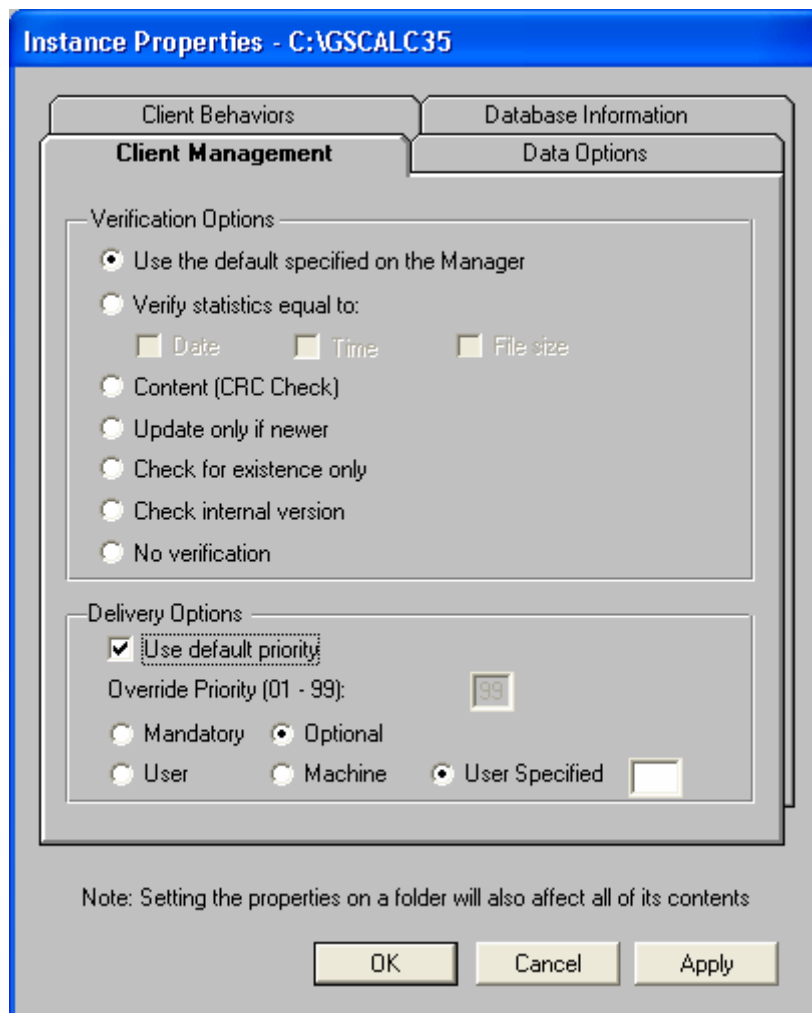 Instance Properties - C:\GSCALC35
Client Behaviors
Database Information
Client Management
Data Options
Verification Options
Use the default specified on the Manager
Verify statistics equal to:
Date Time File size
Content (CRC Check)
Update only if newer
Check for existence only
Check internal version
No verification
Delivery Options
Use default priority
Override Priority (01 - 99): 99
Mandatory Optional
User Machine User Specified
Note: Setting the properties on a folder will also affect all of its contents
OK Cancel Apply